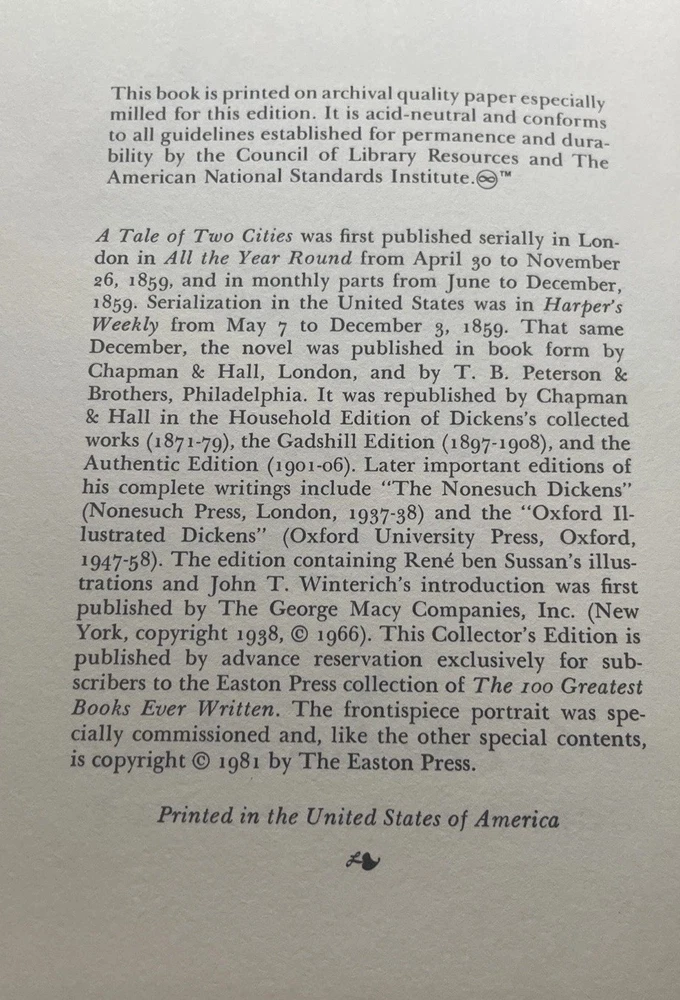 This book is printed on archival quality paper especially
milled for this edition. It is acid-neutral and conforms
to all guidelines established for permanence and dura-
bility by the Council of Library Resources and The
American National Standards Institute.♾™
A Tale of Two Cities was first published serially in Lon-
don in All the Year Round from April 30 to November
26, 1859, and in monthly parts from June to December,
1859. Serialization in the United States was in Harper's
Weekly from May 7 to December 3, 1859. That same
December, the novel was published in book form by
Chapman & Hall, London, and by T. B. Peterson &
Brothers, Philadelphia. It was republished by Chapman
& Hall in the Household Edition of Dickens's collected
works (1871-79), the Gadshill Edition (1897-1908), and the
Authentic Edition (1901-06). Later important editions of
his complete writings include "The Nonesuch Dickens"
(Nonesuch Press, London, 1937-38) and the "Oxford Il-
lustrated Dickens" (Oxford University Press, Oxford,
1947-58). The edition containing René ben Sussan's illus-
trations and John T. Winterich's introduction was first
published by The George Macy Companies, Inc. (New
York, copyright 1938, © 1966). This Collector's Edition is
published by advance reservation exclusively for sub-
scribers to the Easton Press collection of The 100 Greatest
Books Ever Written. The frontispiece portrait was spe-
cially commissioned and, like the other special contents,
is copyright © 1981 by The Easton Press.
Printed in the United States of America